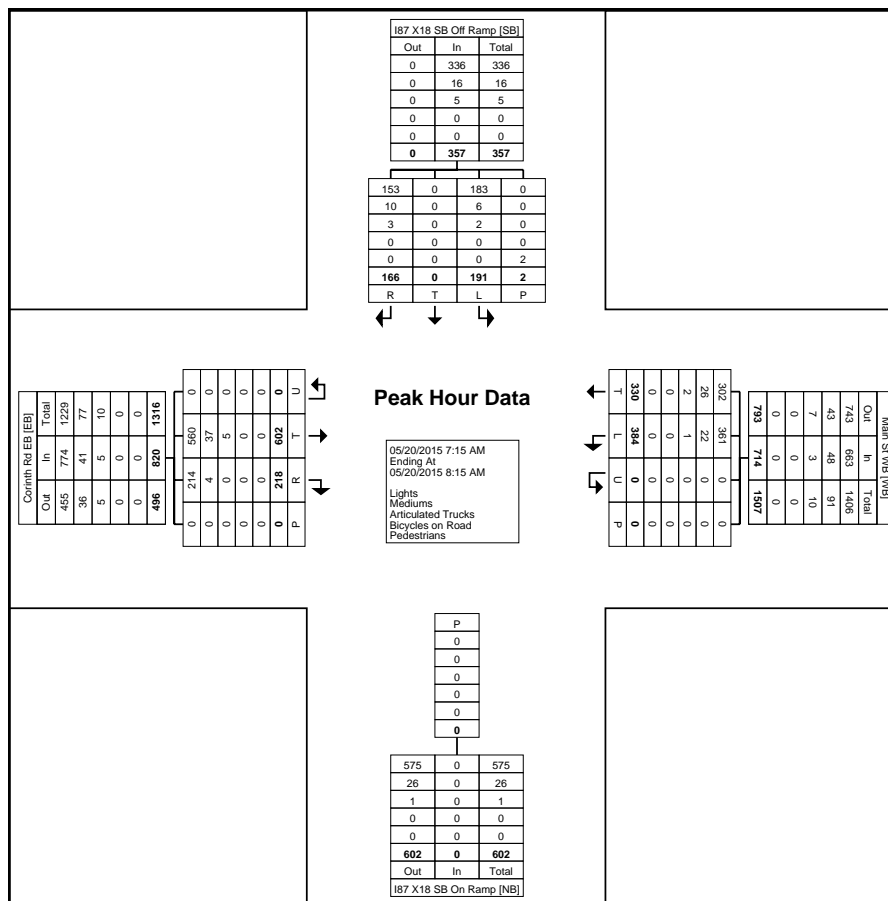 I87 X18 SB Off Ramp [SB]
Out In Total
0 336 336
0 16 16
0 5 5
0 0 0
0 0 0
0 357 357
153 0 183 0
10 0 6 0
3 0 2 0
0 0 0 0
0 0 0 2
166 0 191 2
R T L P
Corinth Rd EB [EB]
Total In Out
1229 774 455
77 41 36
10 5 5
0 0 0
0 0 0
1316 820 496
0 560 214 0
0 37 4 0
0 5 0 0
0 0 0 0
0 0 0 0
0 602 218 0
U T R P
Peak Hour Data
05/20/2015 7:15 AM
Ending At
05/20/2015 8:15 AM
Lights
Mediums
Articulated Trucks
Bicycles on Road
Pedestrians
T L U P
330 384 0 0
0 0 0 0
0 0 0 0
2 1 0 0
26 22 0 0
302 361 0 0
793 714 1507
0 0 0
0 0 0
7 3 10
43 48 91
743 663 1406
Out In Total
Main St WB [WB]
P
0
0
0
0
0
0
575 0 575
26 0 26
1 0 1
0 0 0
0 0 0
602 0 602
Out In Total
I87 X18 SB On Ramp [NB]